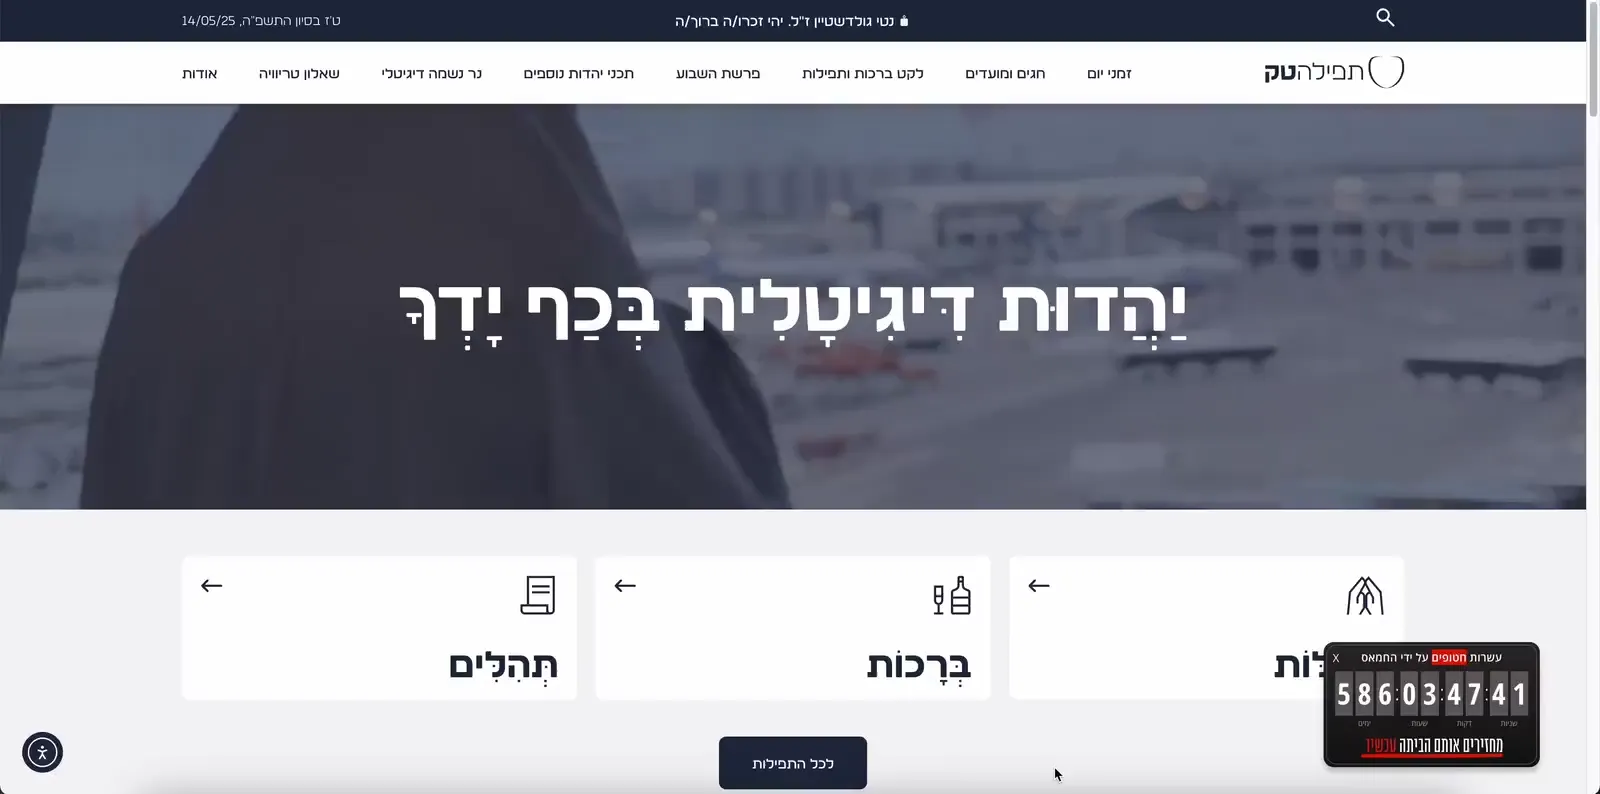 🕯 נטי גולדשטיין ז"ל. יהי זכרו/ה ברוך/ה
ט"ז בסיון התשפ"ה, 14/05/25
תפילהטק
זמני יום
חגים ומועדים
לקט ברכות ותפילות
פרשת השבוע
תכני יהדות נוספים
נר נשמה דיגיטלי
שאלון טריוויה
אודות
יַהֲדוּת דִּיגִיטָלִית בְּכַף יָדְךָ
בְּרָכוֹת
תְּהִלִּים
לכל התפילות
X עשרות חטופים על ידי החמאס
586:03:47:41
ימים שעות דקות שניות
מחזירים אותם הביתה עכשיו